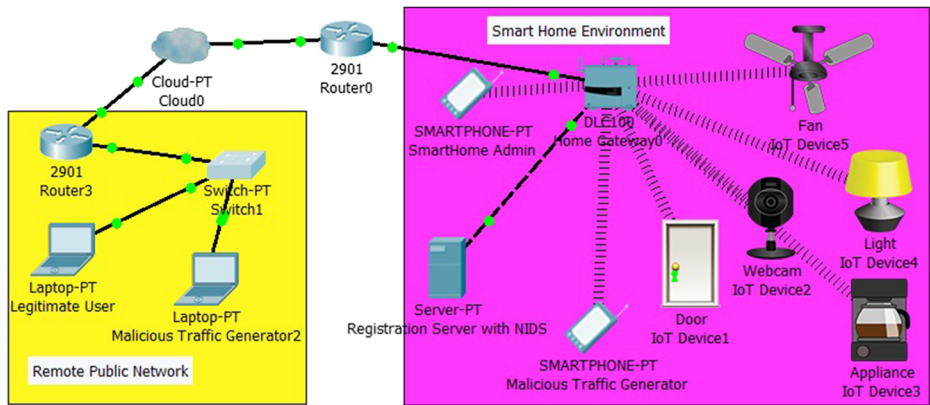 Smart Home Environment
Cloud-PT
Cloud0
2901
Router0
SMARTPHONE-PT
SmartHome Admin
DLC100
Home Gateway0
Fan
IoT Device5
2901
Router3
Switch-PT
Switch1
Laptop-PT
Legitimate User
Laptop-PT
Malicious Traffic Generator2
Remote Public Network
Server-PT
Registration Server with NIDS
SMARTPHONE-PT
Malicious Traffic Generator
Door
IoT Device1
Webcam
IoT Device2
Light
IoT Device4
Appliance
IoT Device3